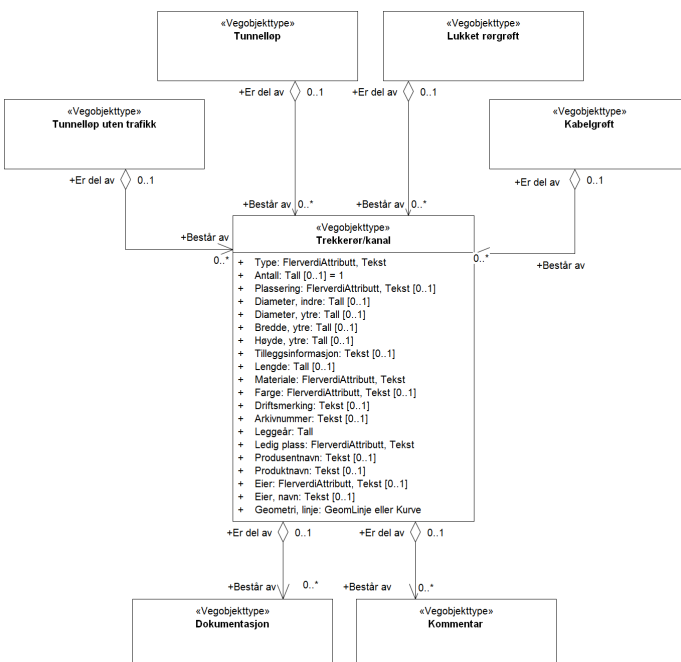 «Vegobjekttype»
Tunnelløp
«Vegobjekttype»
Lukket rørgrøft
+Er del av 0..1
+Er del av 0..1
«Vegobjekttype»
Tunnelløp uten trafikk
«Vegobjekttype»
Kabelgrøft
+Er del av 0..1
+Er del av 0..1
+Består av 0..*
+Består av 0..*
+Består av
0..*
0..*
+Består av
«Vegobjekttype»
Trekkerør/kanal
+ Type: FlerverdiAttributt, Tekst
+ Antall: Tall [0..1] = 1
+ Plassering: FlerverdiAttributt, Tekst [0..1]
+ Diameter, indre: Tall [0..1]
+ Diameter, ytre: Tall [0..1]
+ Bredde, ytre: Tall [0..1]
+ Høyde, ytre: Tall [0..1]
+ Tilleggsinformasjon: Tekst [0..1]
+ Lengde: Tall [0..1]
+ Materiale: FlerverdiAttributt, Tekst
+ Farge: FlerverdiAttributt, Tekst [0..1]
+ Driftsmerking: Tekst [0..1]
+ Arkivnummer: Tekst [0..1]
+ Leggeår: Tall
+ Ledig plass: FlerverdiAttributt, Tekst
+ Produsentnavn: Tekst [0..1]
+ Produktnavn: Tekst [0..1]
+ Eier: FlerverdiAttributt, Tekst [0..1]
+ Eier, navn: Tekst [0..1]
+ Geometri, linje: GeomLinje eller Kurve
+Er del av 0..1
+Er del av 0..1
+Består av 0..*
+Består av 0..*
«Vegobjekttype»
Dokumentasjon
«Vegobjekttype»
Kommentar